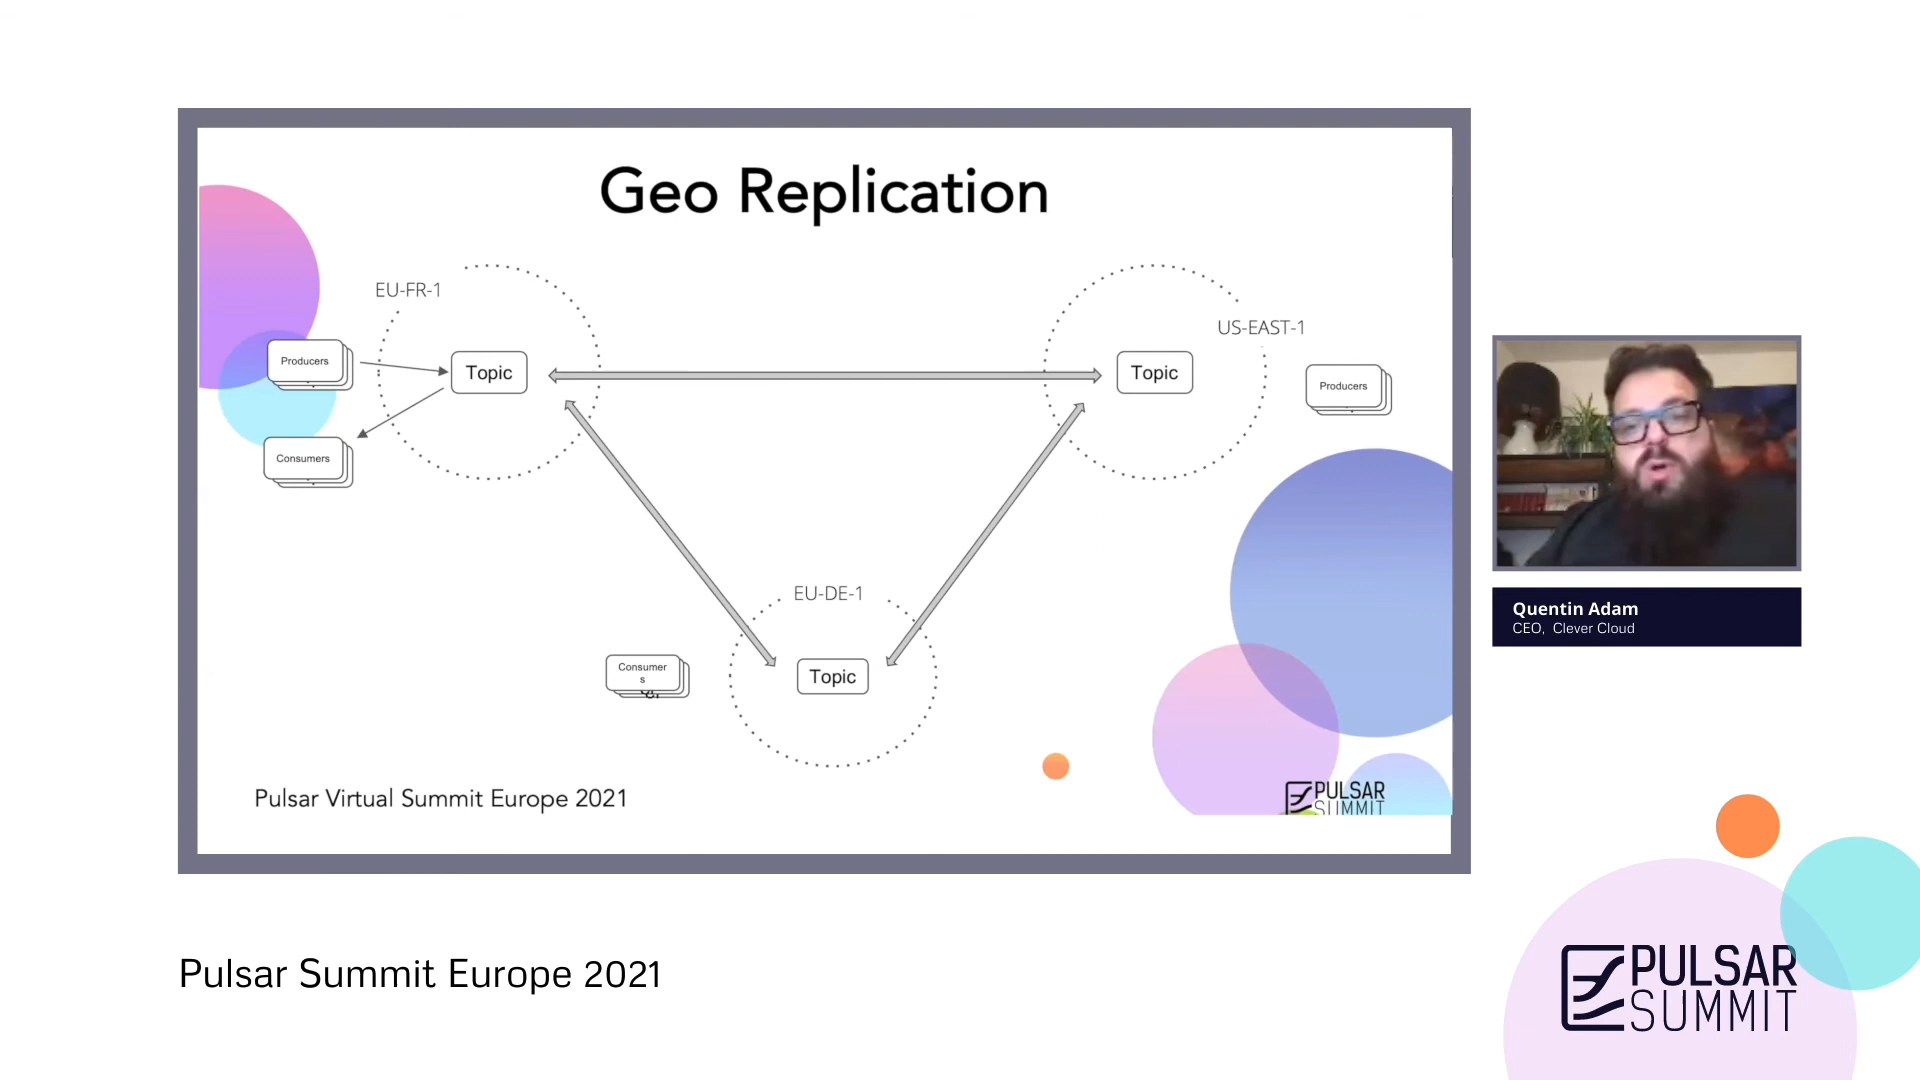 Geo Replication
EU-FR-1
US-EAST-1
Producers
Topic
Topic
Producers
Consumers
EU-DE-1
Consumer
s
Topic
Pulsar Virtual Summit Europe 2021
PULSAR
SUMMIT
Quentin Adam
CEO, Clever Cloud
Pulsar Summit Europe 2021
PULSAR
SUMMIT